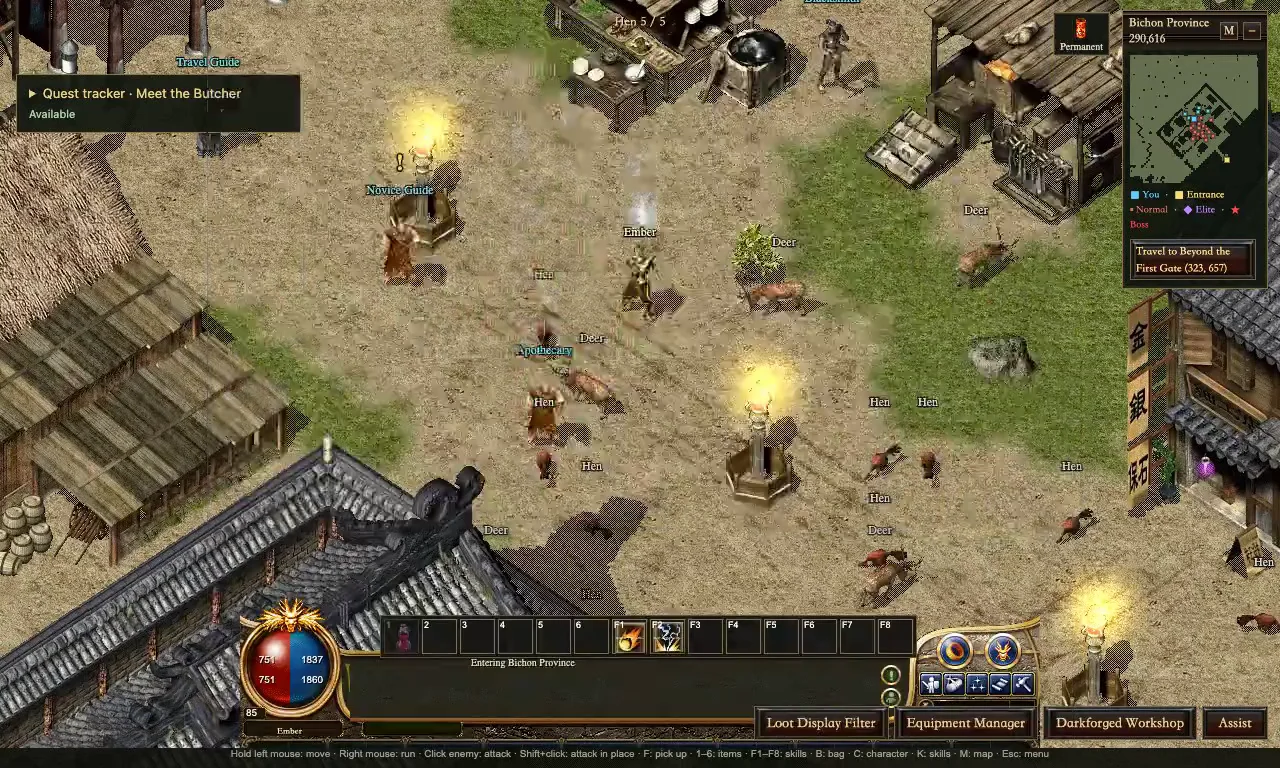 Blacksmith
Hen 5 / 5
Permanent
Bichon Province
290,616
M
−
Travel Guide
▶ Quest tracker · Meet the Butcher
Available
!
Novice Guide
Ember
Deer
Deer
You · Entrance
Normal · Elite ·
Boss
Travel to Beyond the
First Gate (323, 657)
Hen
Deer
Apothecary
Hen
Hen
Hen
Hen
Hen
Hen
Deer
Deer
Hen
Hen
金
銀
保石
1
2
3
4
5
6
F1
F2
F3
F4
F5
F6
F7
F8
751
1837
751
1860
85
Ember
Entering Bichon Province
Loot Display Filter
Equipment Manager
Darkforged Workshop
Assist
Hold left mouse: move · Right mouse: run · Click enemy: attack · Shift+click: attack in place · F: pick up · 1–6: items · F1–F8: skills · B: bag · C: character · K: skills · M: map · Esc: menu